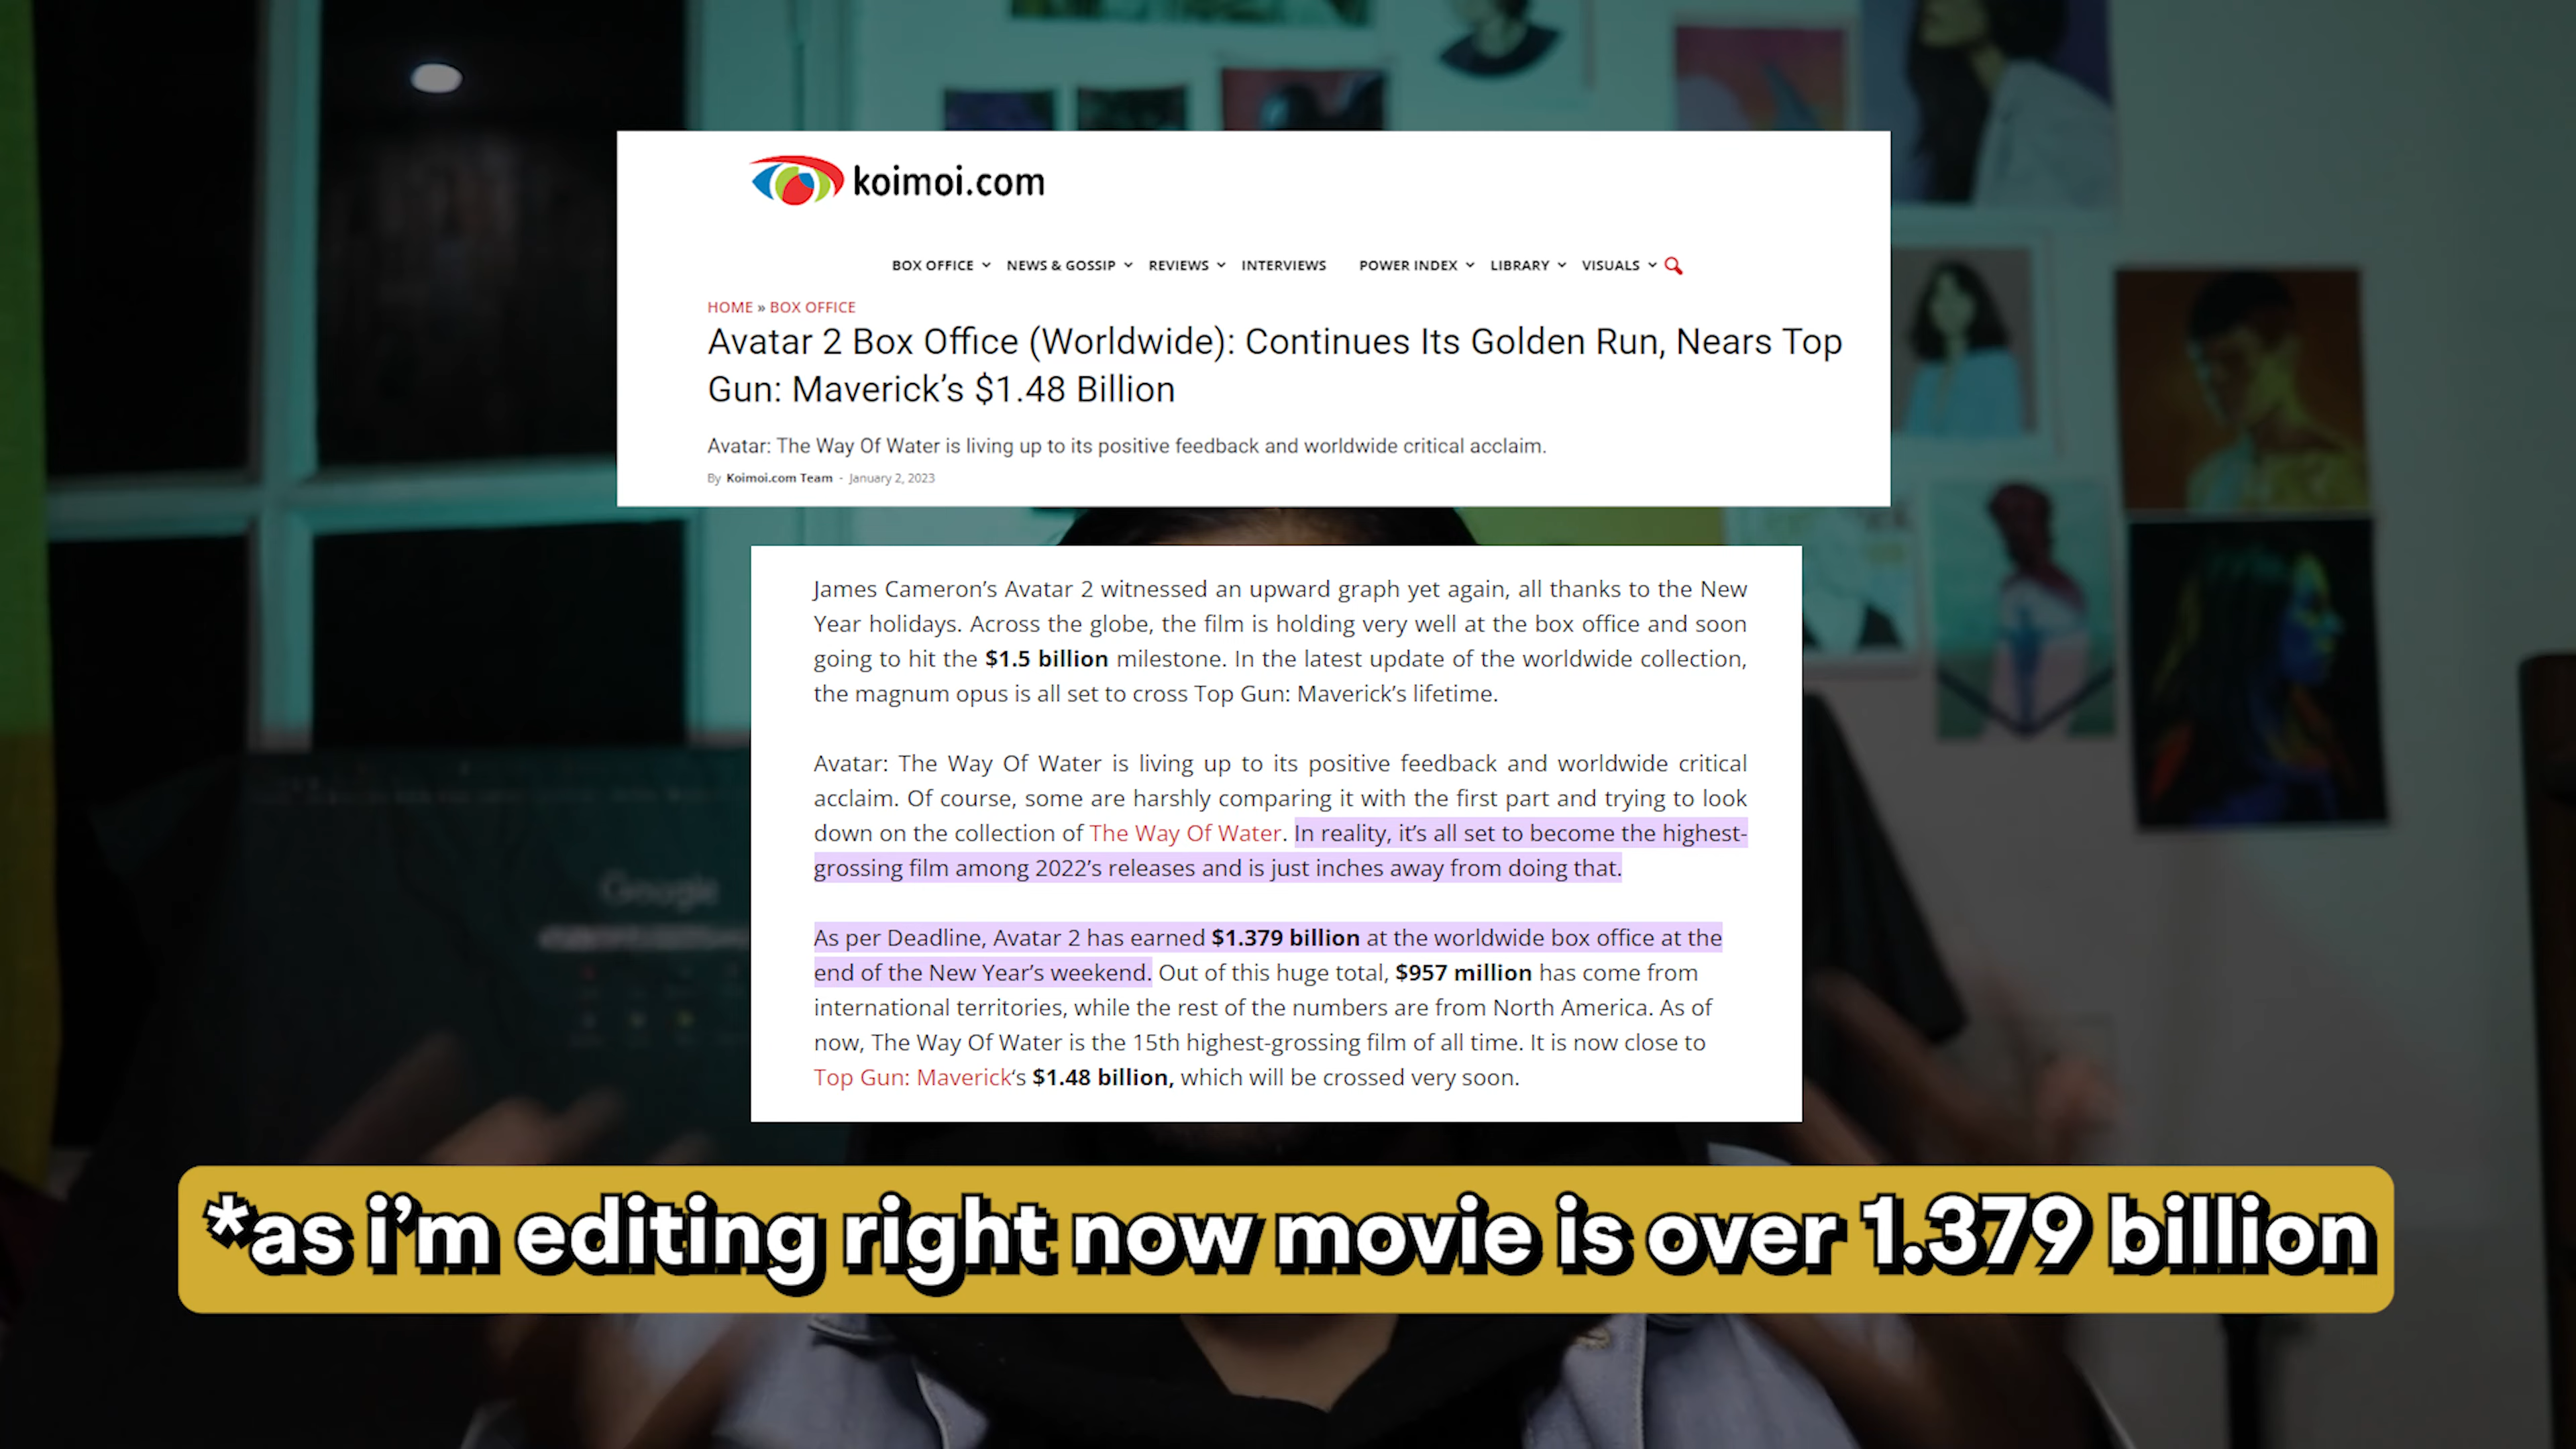 koimoi.com
BOX OFFICE NEWS & GOSSIP REVIEWS INTERVIEWS POWER INDEX LIBRARY VISUALS
HOME » BOX OFFICE
Avatar 2 Box Office (Worldwide): Continues Its Golden Run, Nears Top
Gun: Maverick’s $1.48 Billion
Avatar: The Way Of Water is living up to its positive feedback and worldwide critical acclaim.
By Koimoi.com Team - January 2, 2023
James Cameron’s Avatar 2 witnessed an upward graph yet again, all thanks to the New
Year holidays. Across the globe, the film is holding very well at the box office and soon
going to hit the $1.5 billion milestone. In the latest update of the worldwide collection,
the magnum opus is all set to cross Top Gun: Maverick’s lifetime.
Avatar: The Way Of Water is living up to its positive feedback and worldwide critical
acclaim. Of course, some are harshly comparing it with the first part and trying to look
down on the collection of The Way Of Water. In reality, it’s all set to become the highest-
grossing film among 2022’s releases and is just inches away from doing that.
As per Deadline, Avatar 2 has earned $1.379 billion at the worldwide box office at the
end of the New Year’s weekend. Out of this huge total, $957 million has come from
international territories, while the rest of the numbers are from North America. As of
now, The Way Of Water is the 15th highest-grossing film of all time. It is now close to
Top Gun: Maverick‘s $1.48 billion, which will be crossed very soon.
Google
*as i’m editing right now movie is over 1.379 billion